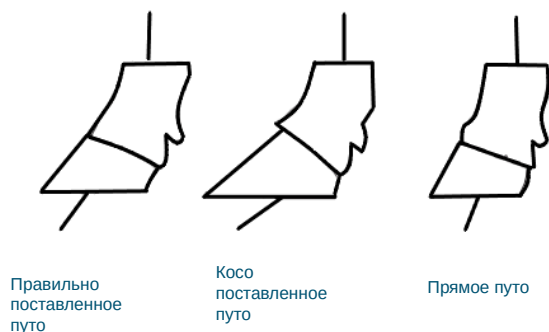 Правильно
поставленное
путо
Косо
поставленное
путо
Прямое путо